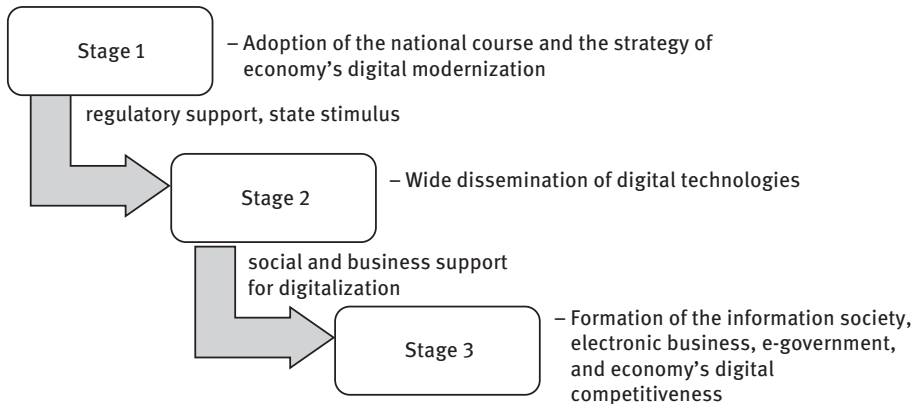 Stage 1
– Adoption of the national course and the strategy of
economy’s digital modernization
regulatory support, state stimulus
Stage 2
– Wide dissemination of digital technologies
social and business support
for digitalization
Stage 3
– Formation of the information society,
electronic business, e-government,
and economy’s digital
competitiveness